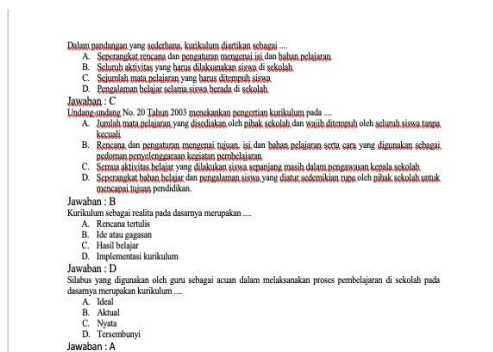 Dalam pandangan yang sederhana, kurikulum diartikan sebagai ....
A. Seperangkat rencana dan pengaturan mengenai isi dan bahan pelajaran
B. Seluruh aktivitas yang harus dilaksanakan siswa di sekolah
C. Sejumlah mata pelajaran yang harus ditempuh siswa
D. Pengalaman belajar selama siswa berada di sekolah
Jawaban : C
Undang-undang No. 20 Tahun 2003 menekankan pengertian kurikulum pada ....
A. Jumlah mata pelajaran yang disediakan oleh pihak sekolah dan wajib ditempuh oleh seluruh siswa tanpa
kecuali
B. Rencana dan pengaturan mengenai tujuan, isi dan bahan pelajaran serta cara yang digunakan sebagai
pedoman penyelenggaraan kegiatan pembelajaran
C. Semua aktivitas belajar yang dilakukan siswa sepanjang masih dalam pengawasan kepala sekolah
D. Seperangkat bahan belajar dan pengalaman siswa yang diatur sedemikian rupa oleh pihak sekolah untuk
mencapai tujuan pendidikan.
Jawaban : B
Kurikulum sebagai realita pada dasarnya merupakan ....
A. Rencana tertulis
B. Ide atau gagasan
C. Hasil belajar
D. Implementasi kurikulum
Jawaban : D
Silabus yang digunakan oleh guru sebagai acuan dalam melaksanakan proses pembelajaran di sekolah pada
dasarnya merupakan kurikulum ....
A. Ideal
B. Aktual
C. Nyata
D. Tersembunyi
Jawaban : A